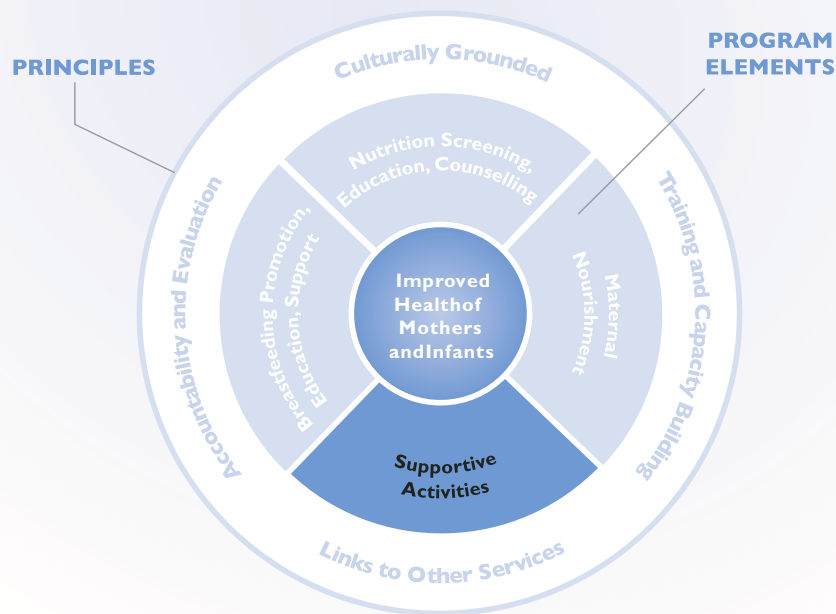 PRINCIPLES
PROGRAM
ELEMENTS
Culturally Grounded
Nutrition Screening,
Education, Counselling
Training and Capacity Building
Maternal
Nourishment
Accountability and Evaluation
Breastfeeding Promotion,
Education, Support
Improved
Healthof
Mothers
andInfants
Supportive
Activities
Links to Other Services